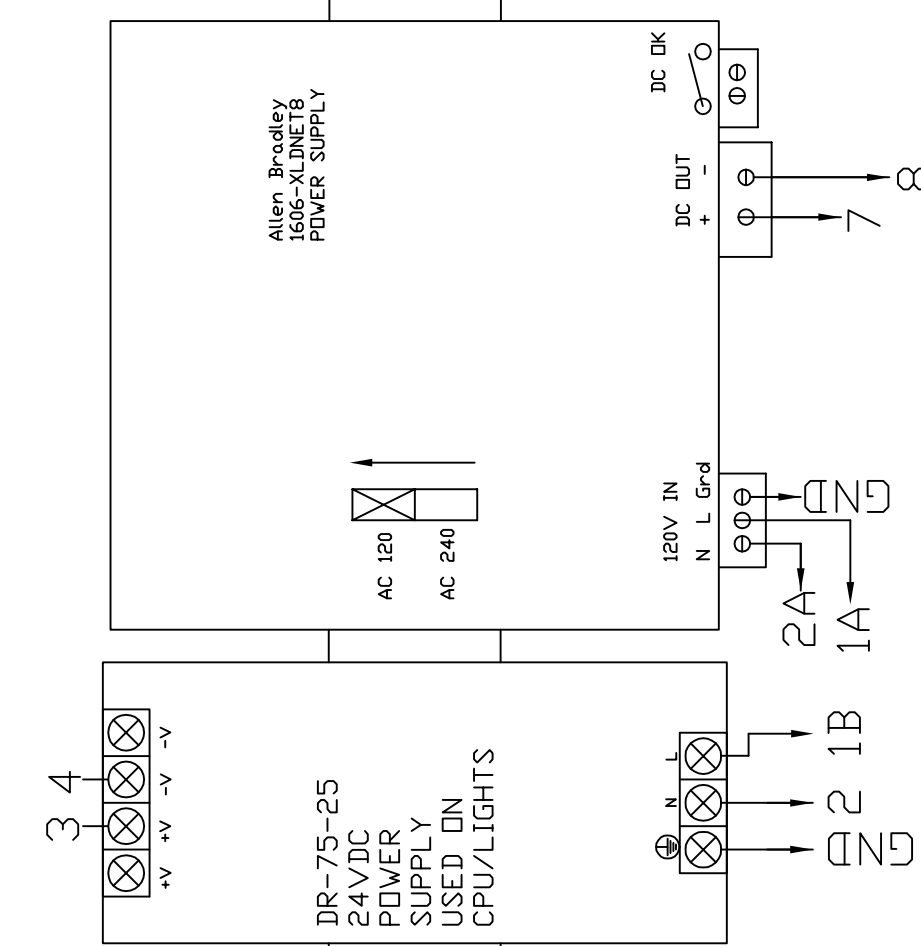 Allen Bradley
1606-XLDNET8
POWER SUPPLY
DC OK
DC OUT
+ -
8
7
AC 120
AC 240
120V IN
N L Grd
GND
2A
1A
4
3
+V +V -V -V
DR-75-25
24VDC
POWER
SUPPLY
USED ON
CPU/LIGHTS
N L
1B
2
GND